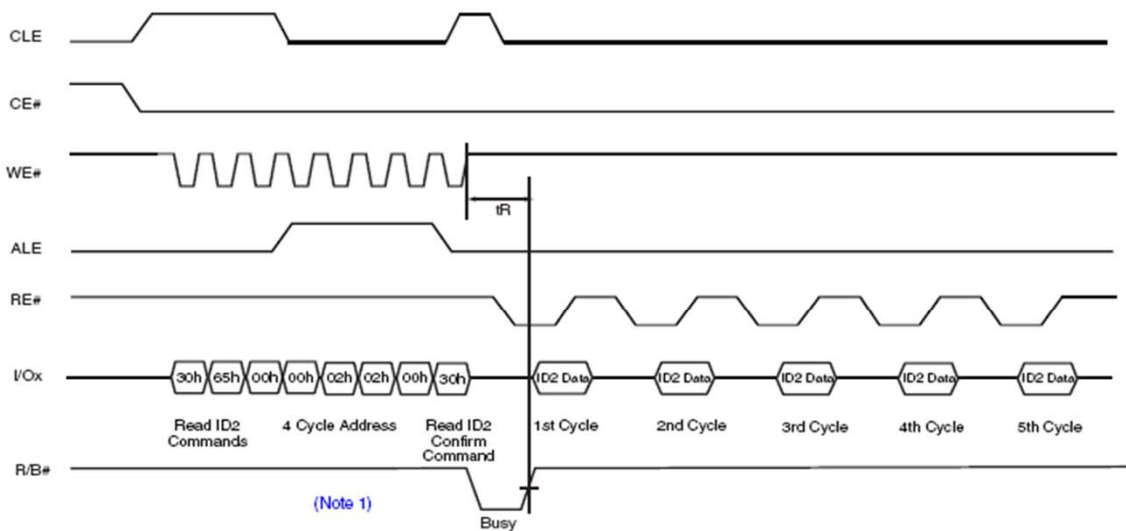 CLE
CE#
WE#
tR
ALE
RE#
I/Ox
30h 65h 00h 00h 02h 02h 00h 30h ID2 Data ID2 Data ID2 Data ID2 Data ID2 Data
Read ID2
Commands
4 Cycle Address
Read ID2
Confirm
Command
1st Cycle
2nd Cycle
3rd Cycle
4th Cycle
5th Cycle
R/B#
(Note 1)
Busy